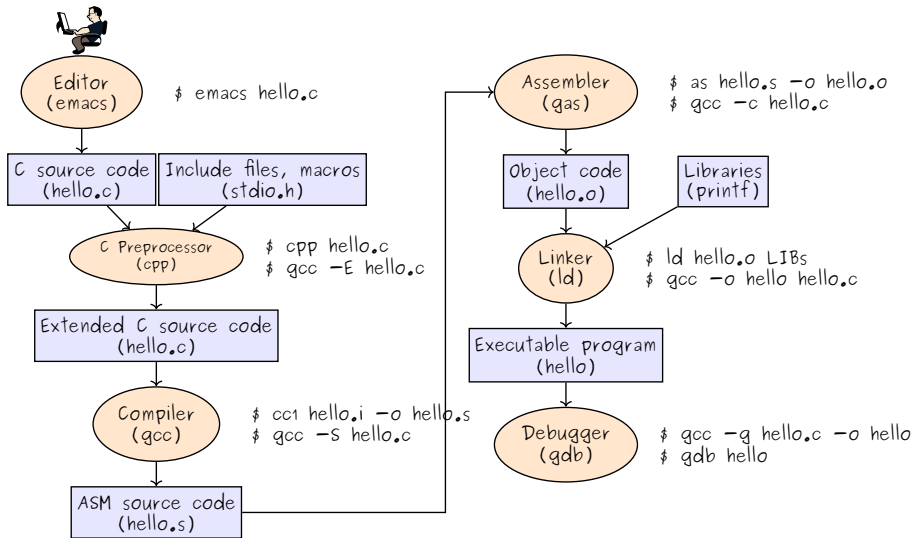 Editor
(emacs)
$ emacs hello.c
C source code
(hello.c)
Include files, macros
(stdio.h)
C Preprocessor
(cpp)
$ cpp hello.c
$ gcc -E hello.c
Extended C source code
(hello.c)
Compiler
(gcc)
$ cc1 hello.i -o hello.s
$ gcc -S hello.c
ASM source code
(hello.s)
Assembler
(gas)
$ as hello.s -o hello.o
$ gcc -c hello.c
Object code
(hello.o)
Libraries
(printf)
Linker
(ld)
$ ld hello.o LIBs
$ gcc -o hello hello.c
Executable program
(hello)
Debugger
(gdb)
$ gcc -g hello.c -o hello
$ gdb hello